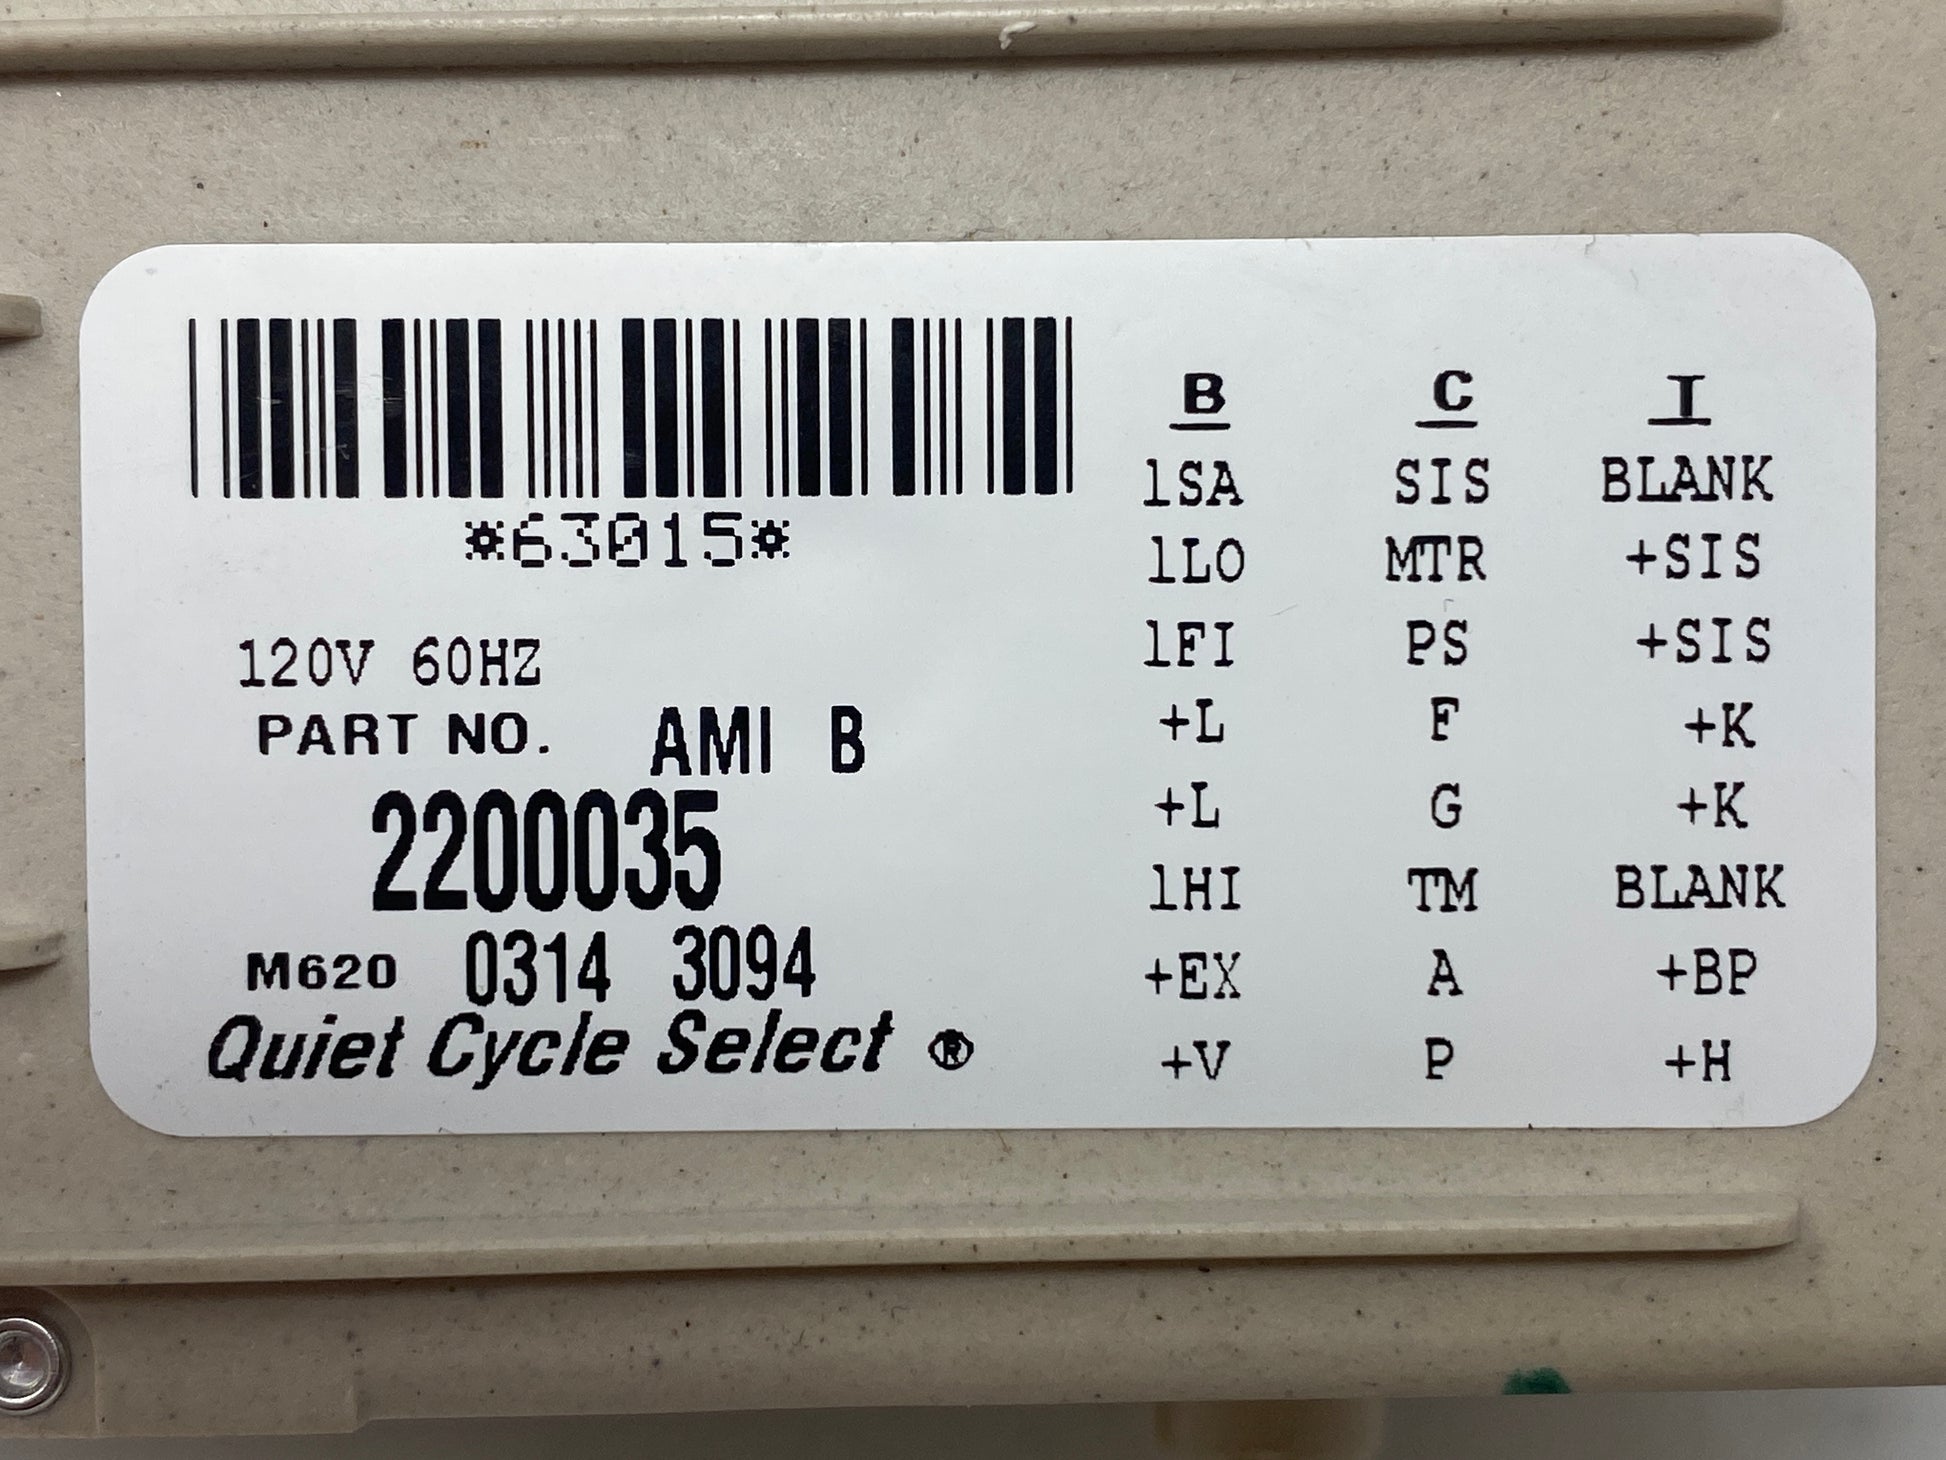 *63015*
120V 60HZ
PART NO. AMI B
2200035
M620 0314 3094
Quiet Cycle Select ®
B C I
1SA SIS BLANK
1LO MTR +SIS
1FI PS +SIS
+L F +K
+L G +K
1HI TM BLANK
+EX A +BP
+V P +H